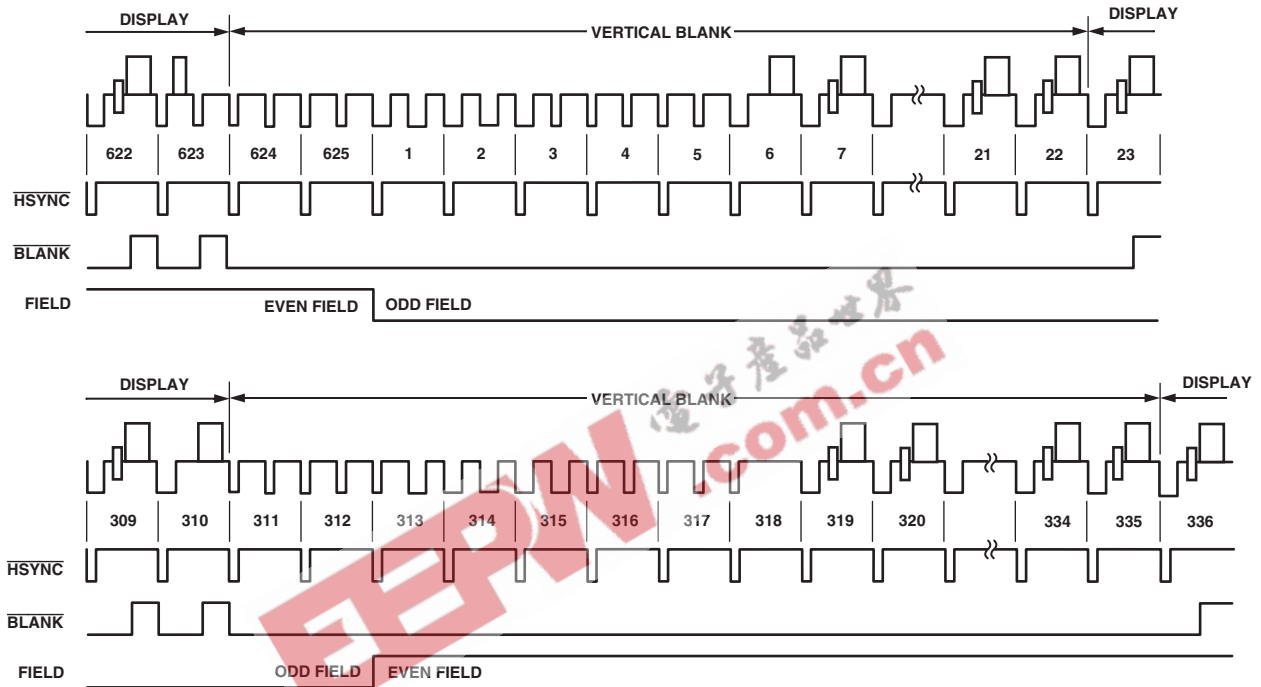 DISPLAY VERTICAL BLANK DISPLAY
622 623 624 625 1 2 3 4 5 6 7 21 22 23
HSYNC
BLANK
FIELD EVEN FIELD ODD FIELD
電子產品世界
.com.cn
EEPW
DISPLAY VERTICAL BLANK DISPLAY
309 310 311 312 313 314 315 316 317 318 319 320 334 335 336
HSYNC
BLANK
FIELD ODD FIELD EVEN FIELD